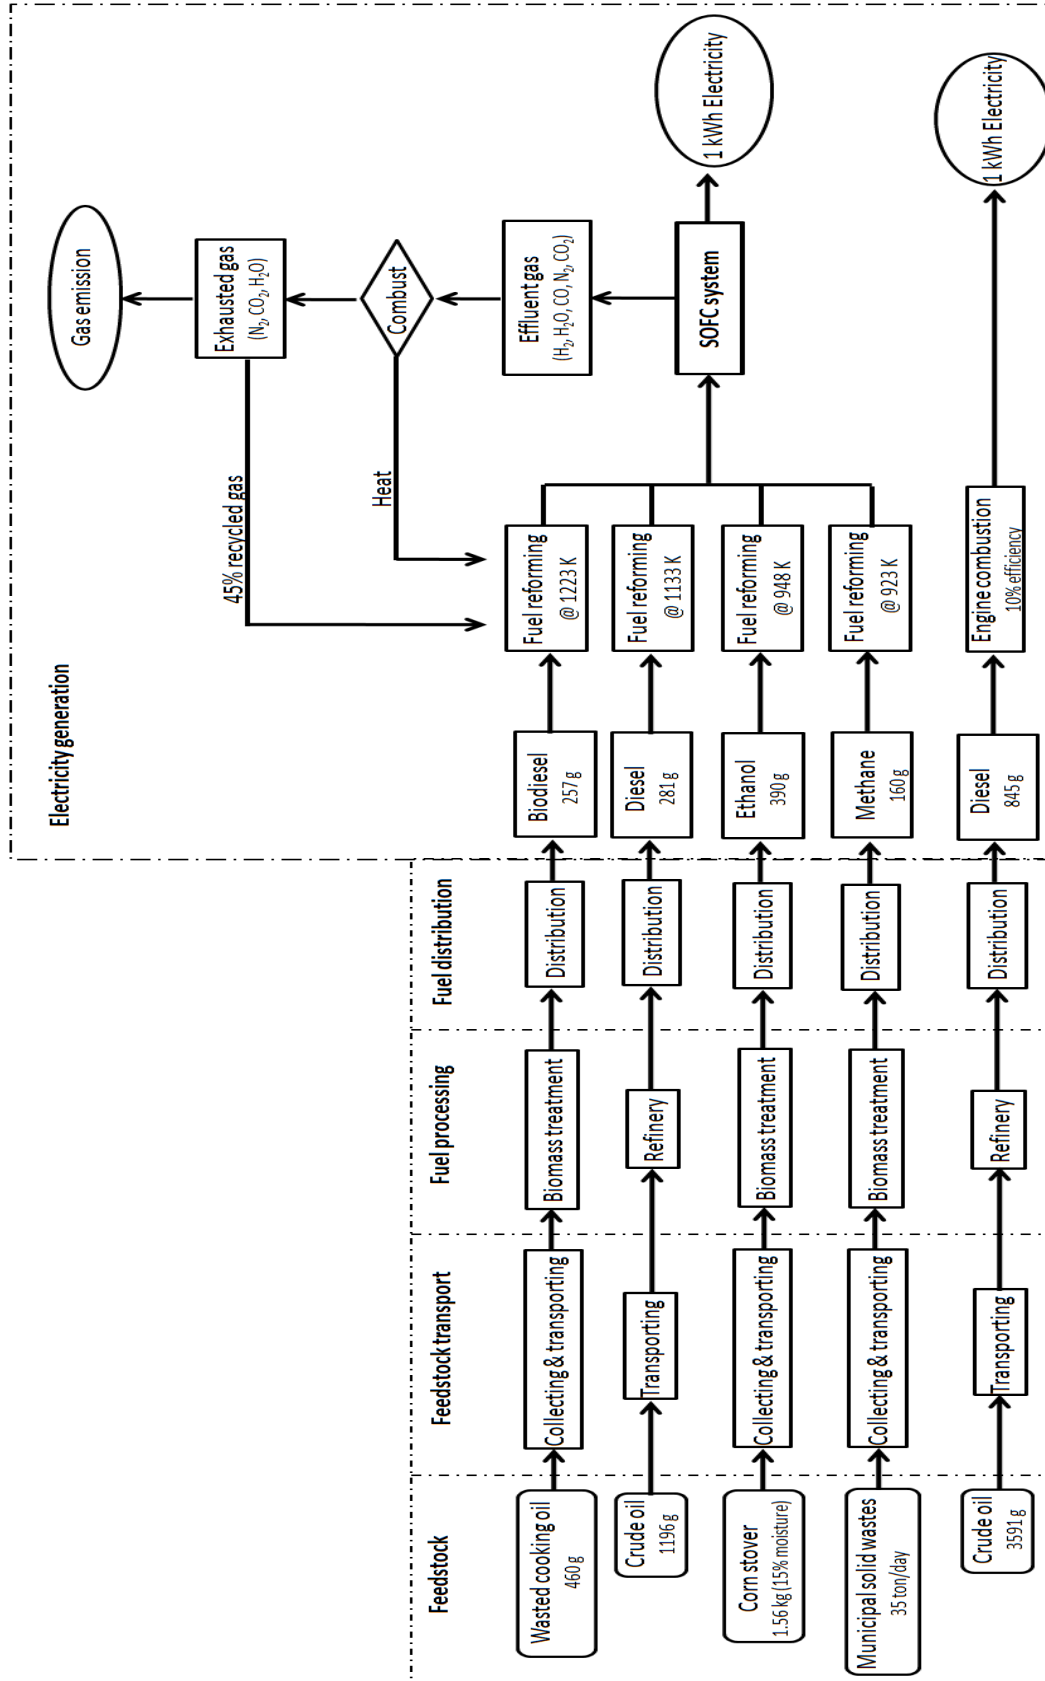 Electricity generation
Gas emission
Exhausted gas
(N₂, CO₂, H₂O)
45% recycled gas
Combust
Heat
Effluent gas
(H₂, H₂O, CO, N₂, CO₂)
SOFC system
1 kWh Electricity
Feedstock
Feedstock transport
Fuel processing
Fuel distribution
Wasted cooking oil
460 g
Collecting & transporting
Biomass treatment
Distribution
Biodiesel
257 g
Fuel reforming
@ 1223 K
Crude oil
1196 g
Transporting
Refinery
Distribution
Diesel
281 g
Fuel reforming
@ 1133 K
Corn stover
1.56 kg (15% moisture)
Collecting & transporting
Biomass treatment
Distribution
Ethanol
390 g
Fuel reforming
@ 948 K
Municipal solid wastes
35 ton/day
Collecting & transporting
Biomass treatment
Distribution
Methane
160 g
Fuel reforming
@ 923 K
Crude oil
3591 g
Transporting
Refinery
Distribution
Diesel
845 g
Engine combustion
10% efficiency
1 kWh Electricity